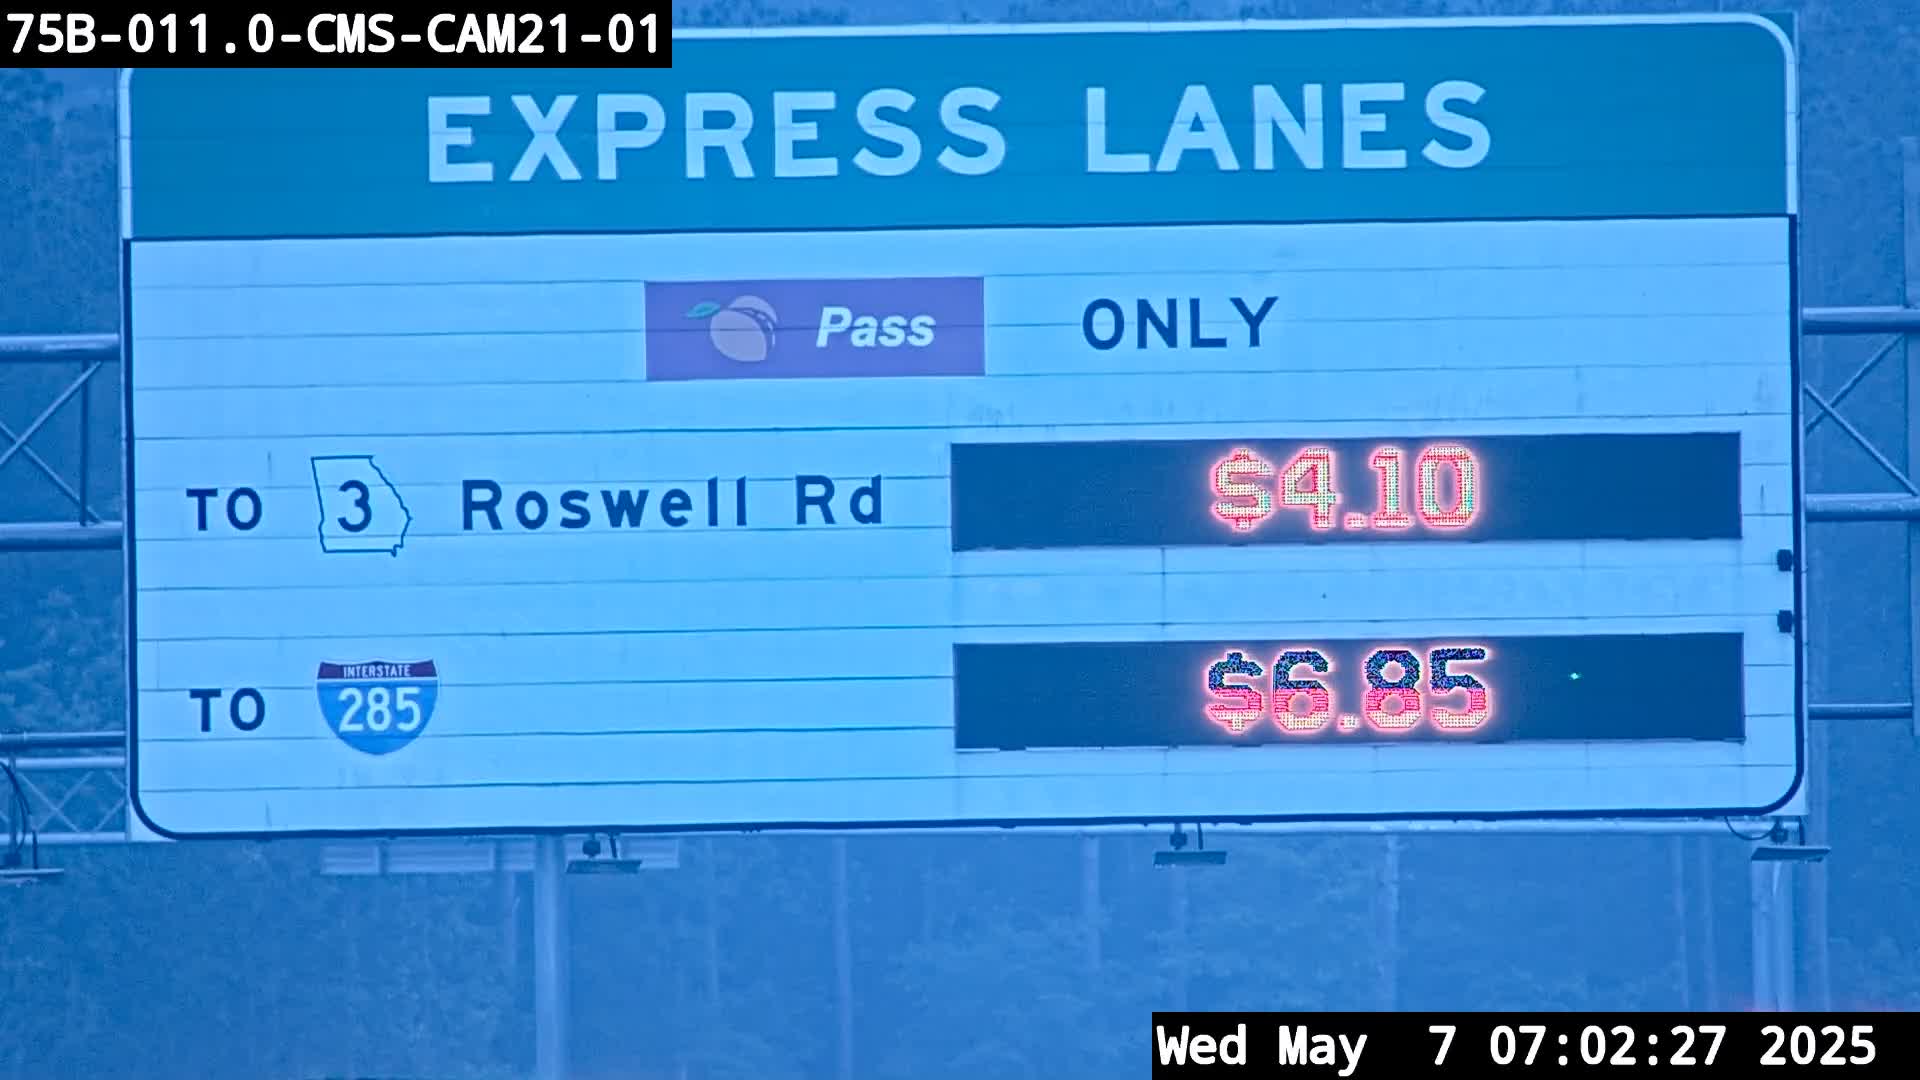 75B-011.0-CMS-CAM21-01
EXPRESS LANES
Pass ONLY
TO 3 Roswell Rd $4.10
INTERSTATE
TO 285 $6.85
Wed May 7 07:02:27 2025